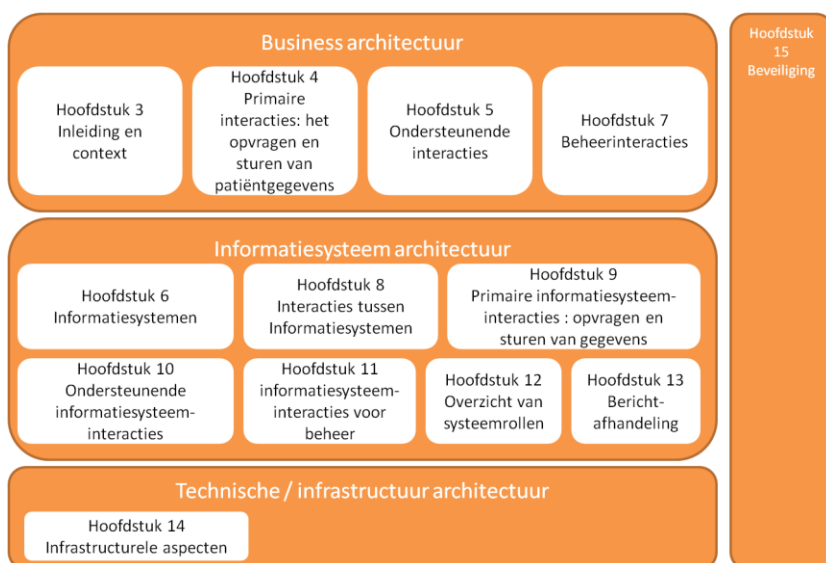 Business architectuur
Hoofdstuk 3
Inleiding en
context
Hoofdstuk 4
Primaire
interacties: het
opvragen en
sturen van
patiëntgegevens
Hoofdstuk 5
Ondersteunende
interacties
Hoofdstuk 7
Beheerinteracties
Informatiesysteem architectuur
Hoofdstuk 6
Informatiesystemen
Hoofdstuk 8
Interacties tussen
Informatiesystemen
Hoofdstuk 9
Primaire informatiesysteem-
interacties : opvragen en
sturen van gegevens
Hoofdstuk 10
Ondersteunende
informatiesysteem-
interacties
Hoofdstuk 11
informatiesysteem-
interacties voor
beheer
Hoofdstuk 12
Overzicht van
systeemrollen
Hoofdstuk 13
Bericht-
afhandeling
Technische / infrastructuur architectuur
Hoofdstuk 14
Infrastructurele aspecten
Hoofdstuk
15
Beveiliging